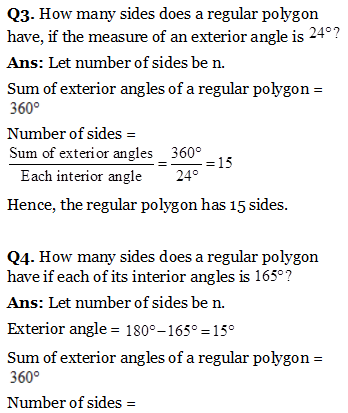 Q3. How many sides does a regular polygon
have, if the measure of an exterior angle is 24°?
Ans: Let number of sides be n.
Sum of exterior angles of a regular polygon =
360°
Number of sides =
Sum of exterior angles / Each interior angle = 360° / 24° = 15
Hence, the regular polygon has 15 sides.
Q4. How many sides does a regular polygon
have if each of its interior angles is 165°?
Ans: Let number of sides be n.
Exterior angle = 180° – 165° = 15°
Sum of exterior angles of a regular polygon =
360°
Number of sides =